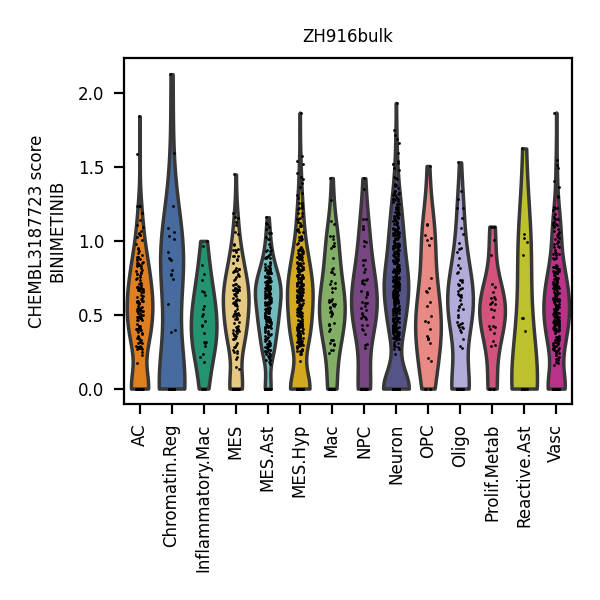 ZH916bulk
CHEMBL3187723 score
BINIMETINIB
2.0
1.5
1.0
0.5
0.0
AC
Chromatin.Reg
Inflammatory.Mac
MES
MES.Ast
MES.Hyp
Mac
NPC
Neuron
OPC
Oligo
Prolif.Metab
Reactive.Ast
Vasc